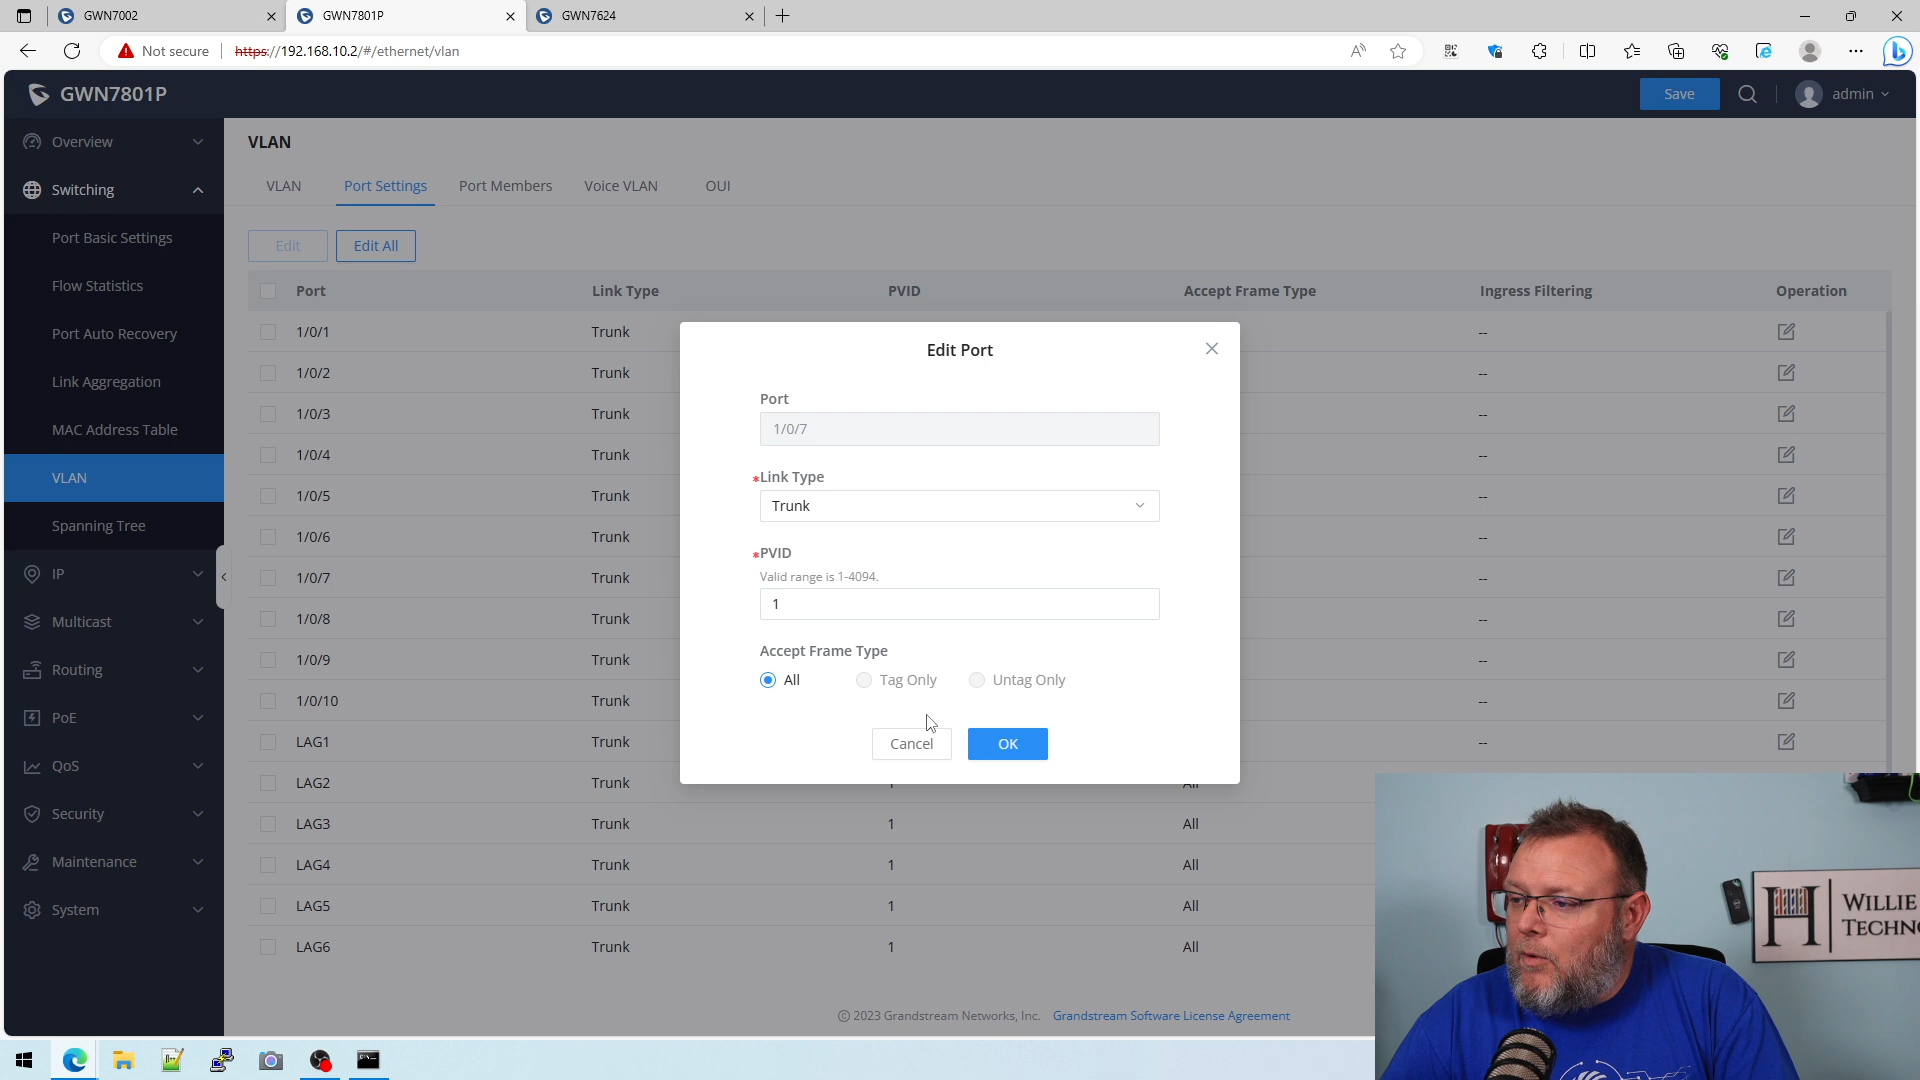 GWN7002
GWN7801P
GWN7624
Not secure
https://192.168.10.2/#/ethernet/vlan
GWN7801P
Save
admin
Overview
Switching
Port Basic Settings
Flow Statistics
Port Auto Recovery
Link Aggregation
MAC Address Table
VLAN
Spanning Tree
IP
Multicast
Routing
PoE
QoS
Security
Maintenance
System
VLAN
VLAN Port Settings Port Members Voice VLAN OUI
Edit Edit All
Port Link Type PVID Accept Frame Type Ingress Filtering Operation
1/0/1 Trunk --
1/0/2 Trunk --
1/0/3 Trunk --
1/0/4 Trunk --
1/0/5 Trunk --
1/0/6 Trunk --
1/0/7 Trunk --
1/0/8 Trunk --
1/0/9 Trunk --
1/0/10 Trunk --
LAG1 Trunk --
LAG2 Trunk 1 All
LAG3 Trunk 1 All
LAG4 Trunk 1 All
LAG5 Trunk 1 All
LAG6 Trunk 1 All
Edit Port
Port
1/0/7
*Link Type
Trunk
*PVID
Valid range is 1-4094.
1
Accept Frame Type
All Tag Only Untag Only
Cancel OK
© 2023 Grandstream Networks, Inc. Grandstream Software License Agreement
H WILLIE
TECHNO